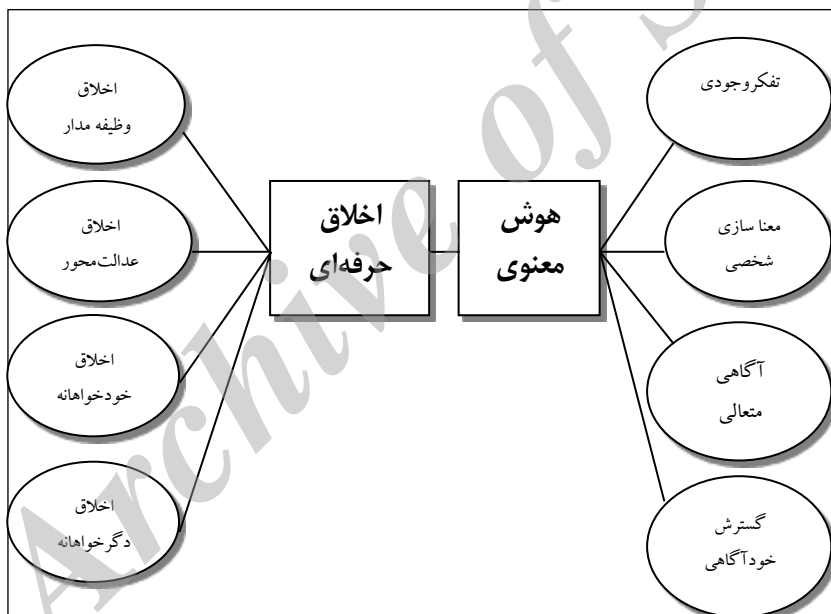 تفکروجودی
معنا سازی
شخصی
آگاهی
متعالی
گسترش
خودآگاهی
هوش
معنوی
اخلاق
حرفه‌ای
اخلاق
وظیفه مدار
اخلاق
عدالت‌محور
اخلاق
خودخواهانه
اخلاق
دگرخواهانه
Archive of S